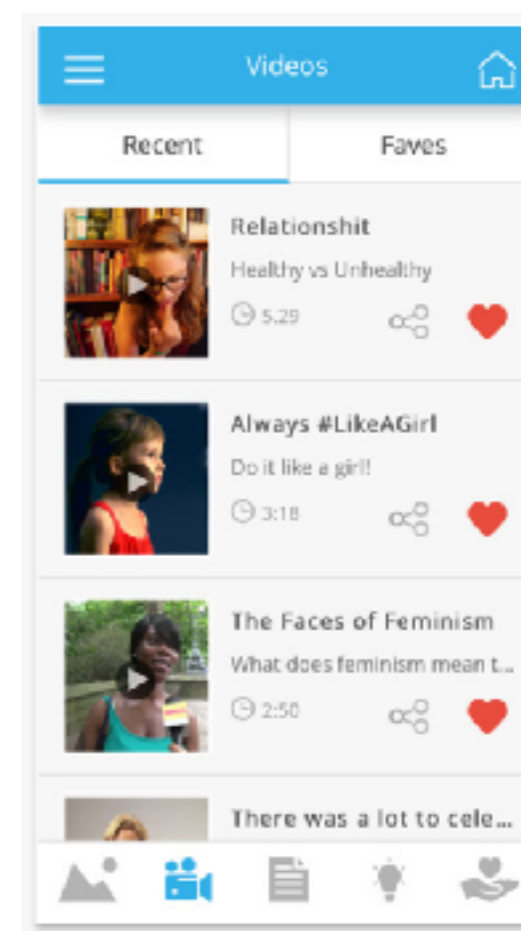 Videos
Recent Faves
Relationshit
Healthy vs Unhealthy
5.29
Always #LikeAGirl
Do it like a girl!
3:18
The Faces of Feminism
What does feminism mean t...
2:50
There was a lot to cele...